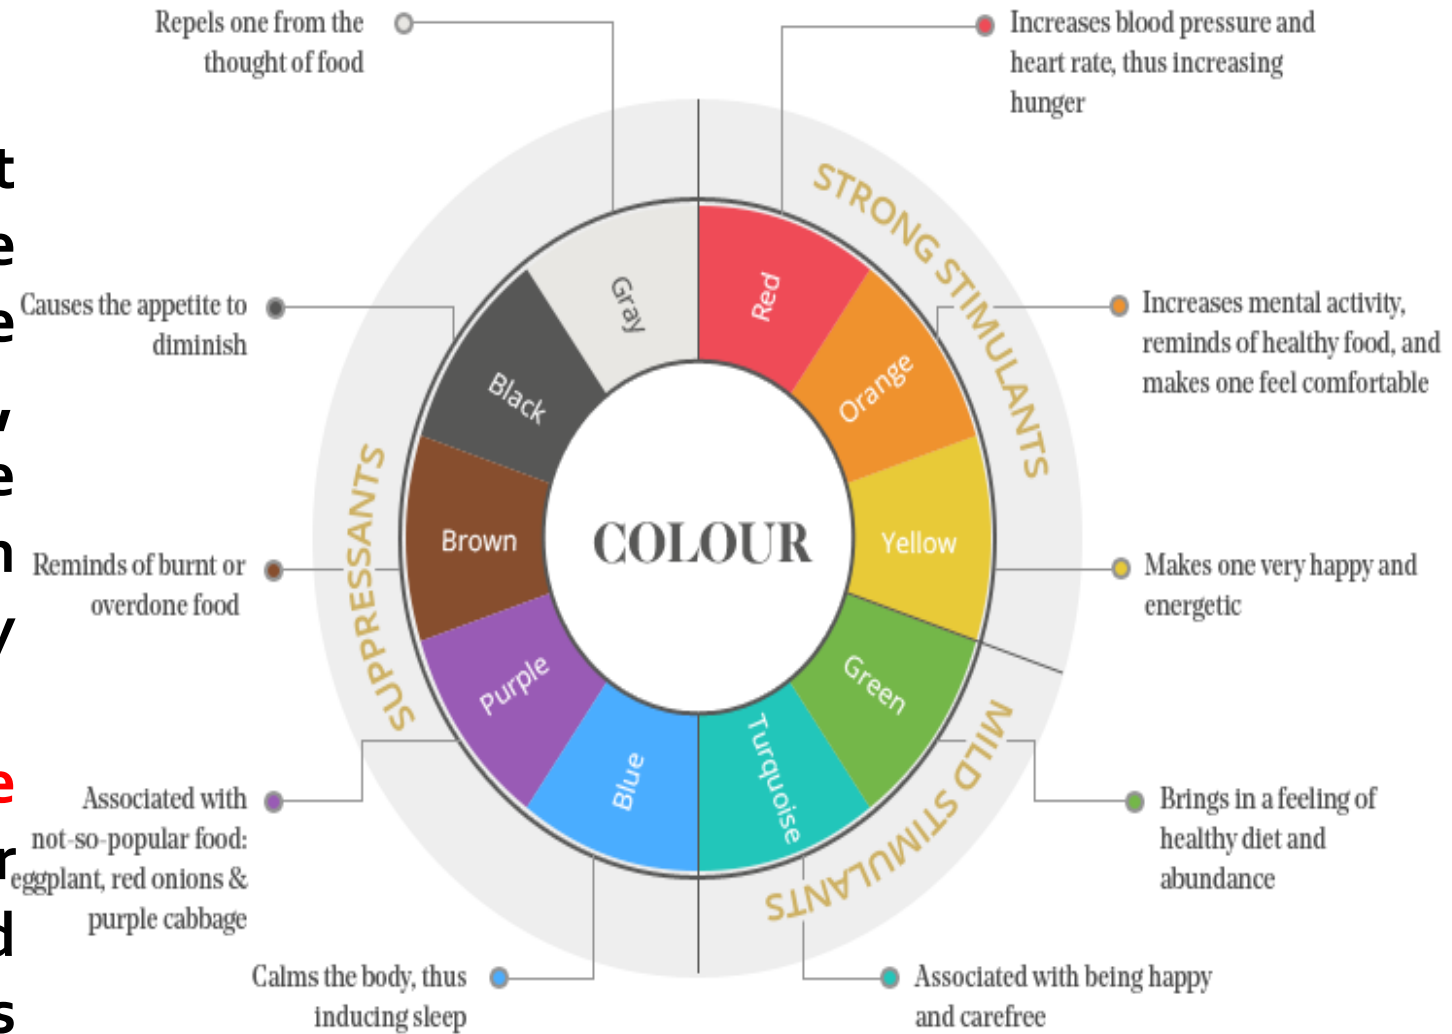 Repels one from the
thought of food
Increases blood pressure and
heart rate, thus increasing
hunger
STRONG STIMULANTS
Gray
Red
Causes the appetite to
diminish
Increases mental activity,
reminds of healthy food, and
makes one feel comfortable
Black
Orange
SUPPRESSANTS
Brown
COLOUR
Yellow
Reminds of burnt or
overdone food
Makes one very happy and
energetic
Purple
Green
MILD STIMULANTS
Blue
Turquoise
Associated with
not-so-popular food:
eggplant, red onions &
purple cabbage
Brings in a feeling of
healthy diet and
abundance
Calms the body, thus
inducing sleep
Associated with being happy
and carefree